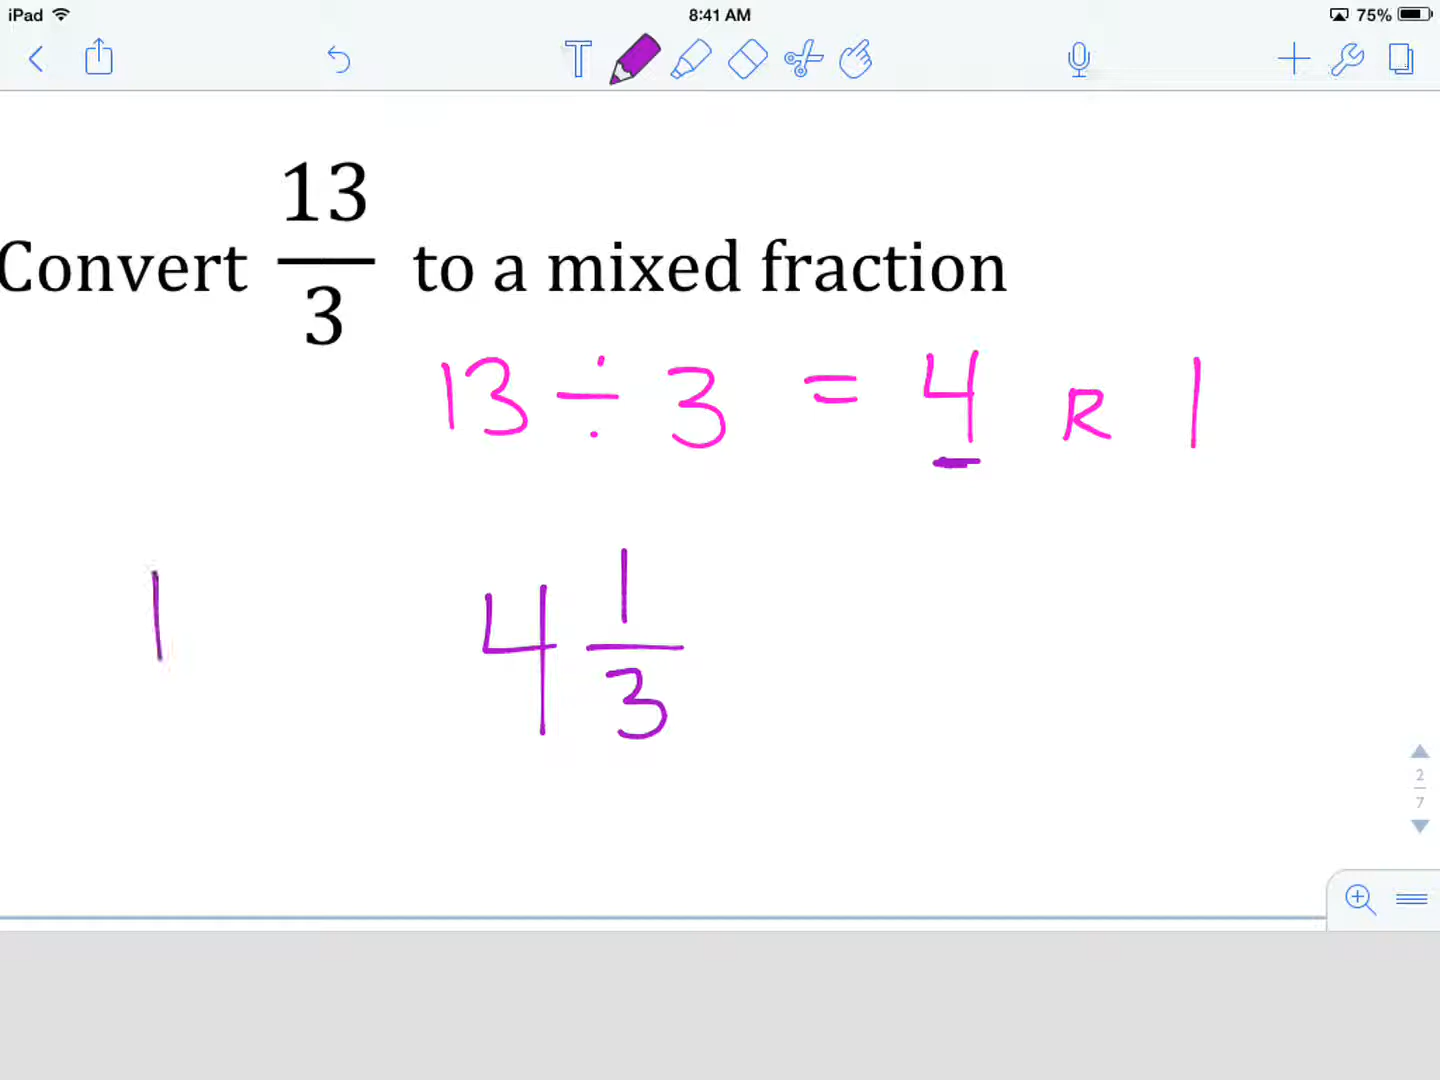 iPad 8:41 AM 75%
T
Convert 13/3 to a mixed fraction
13 ÷ 3 = 4 R 1
1 4 1/3
2
7